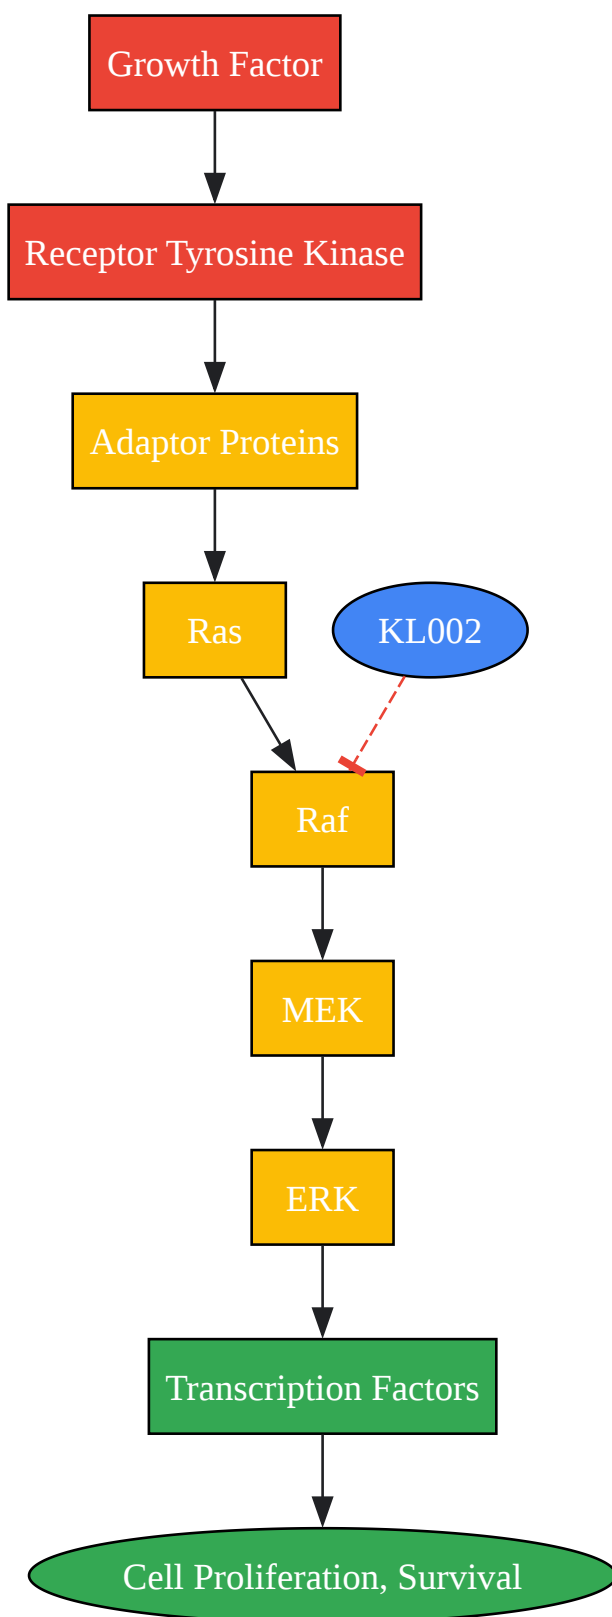 Growth Factor
Receptor Tyrosine Kinase
Adaptor Proteins
Ras
KL002
Raf
MEK
ERK
Transcription Factors
Cell Proliferation, Survival